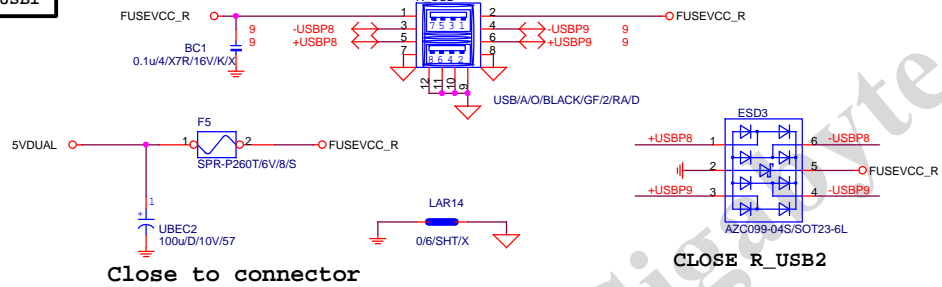 FUSEVCC_R
1
2
FUSEVCC_R
9 -USBP8
3
7 5 3 1
4
-USBP9 9
9 +USBP8
5
6
+USBP9 9
BC1
7
8 6 4 2
8
0.1u/4/X7R/16V/K/X
12
11
10
9
USB/A/O/BLACK/GF/2/RA/D
F5
5VDUAL
1
2
FUSEVCC_R
SPR-P260T/6V/8/S
1
+
UBEC2
100u/D/10V/57
Close to connector
LAR14
0/6/SHT/X
ESD3
+USBP8 1
6 -USBP8
2
5
FUSEVCC_R
+USBP9 3
4 -USBP9
AZC099-04S/SOT23-6L
CLOSE R_USB2
Gigabyte